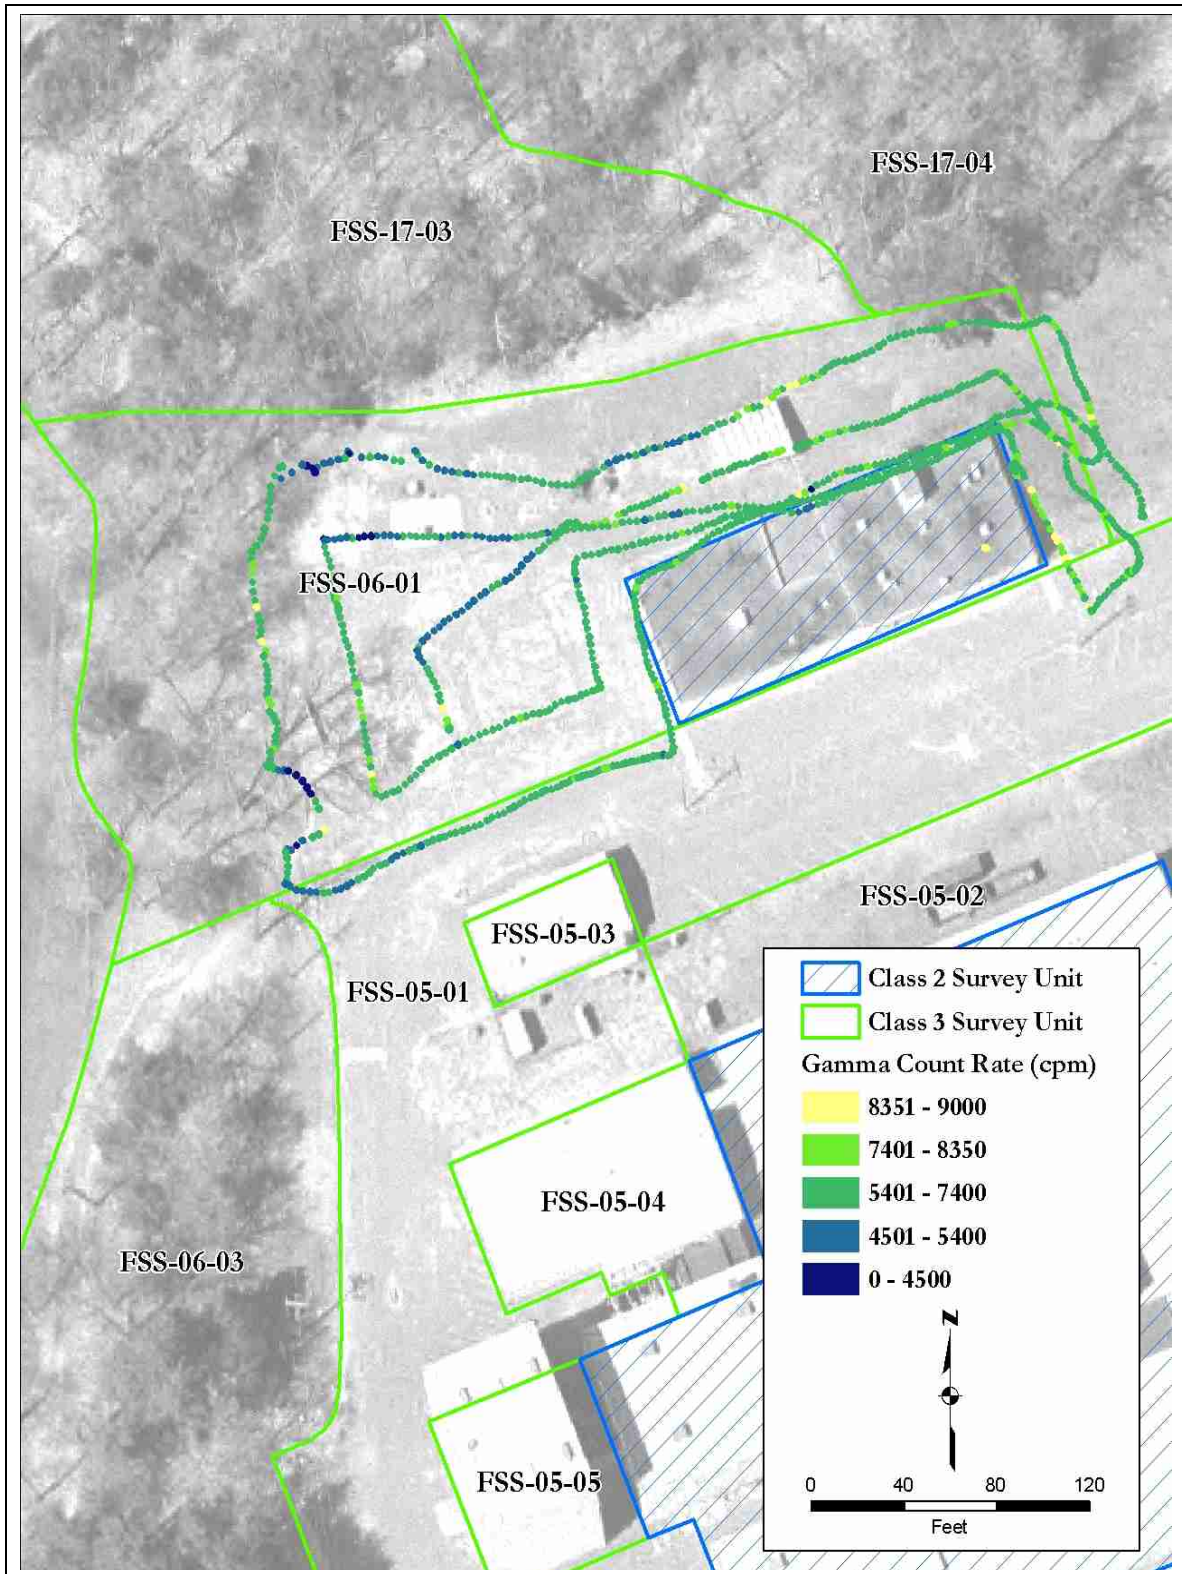 FSS-17-04
FSS-17-03
FSS-06-01
FSS-05-02
FSS-05-03
FSS-05-01
Class 2 Survey Unit
Class 3 Survey Unit
Gamma Count Rate (cpm)
8351 - 9000
7401 - 8350
5401 - 7400
4501 - 5400
0 - 4500
FSS-05-04
FSS-06-03
N
FSS-05-05
0 40 80 120
Feet